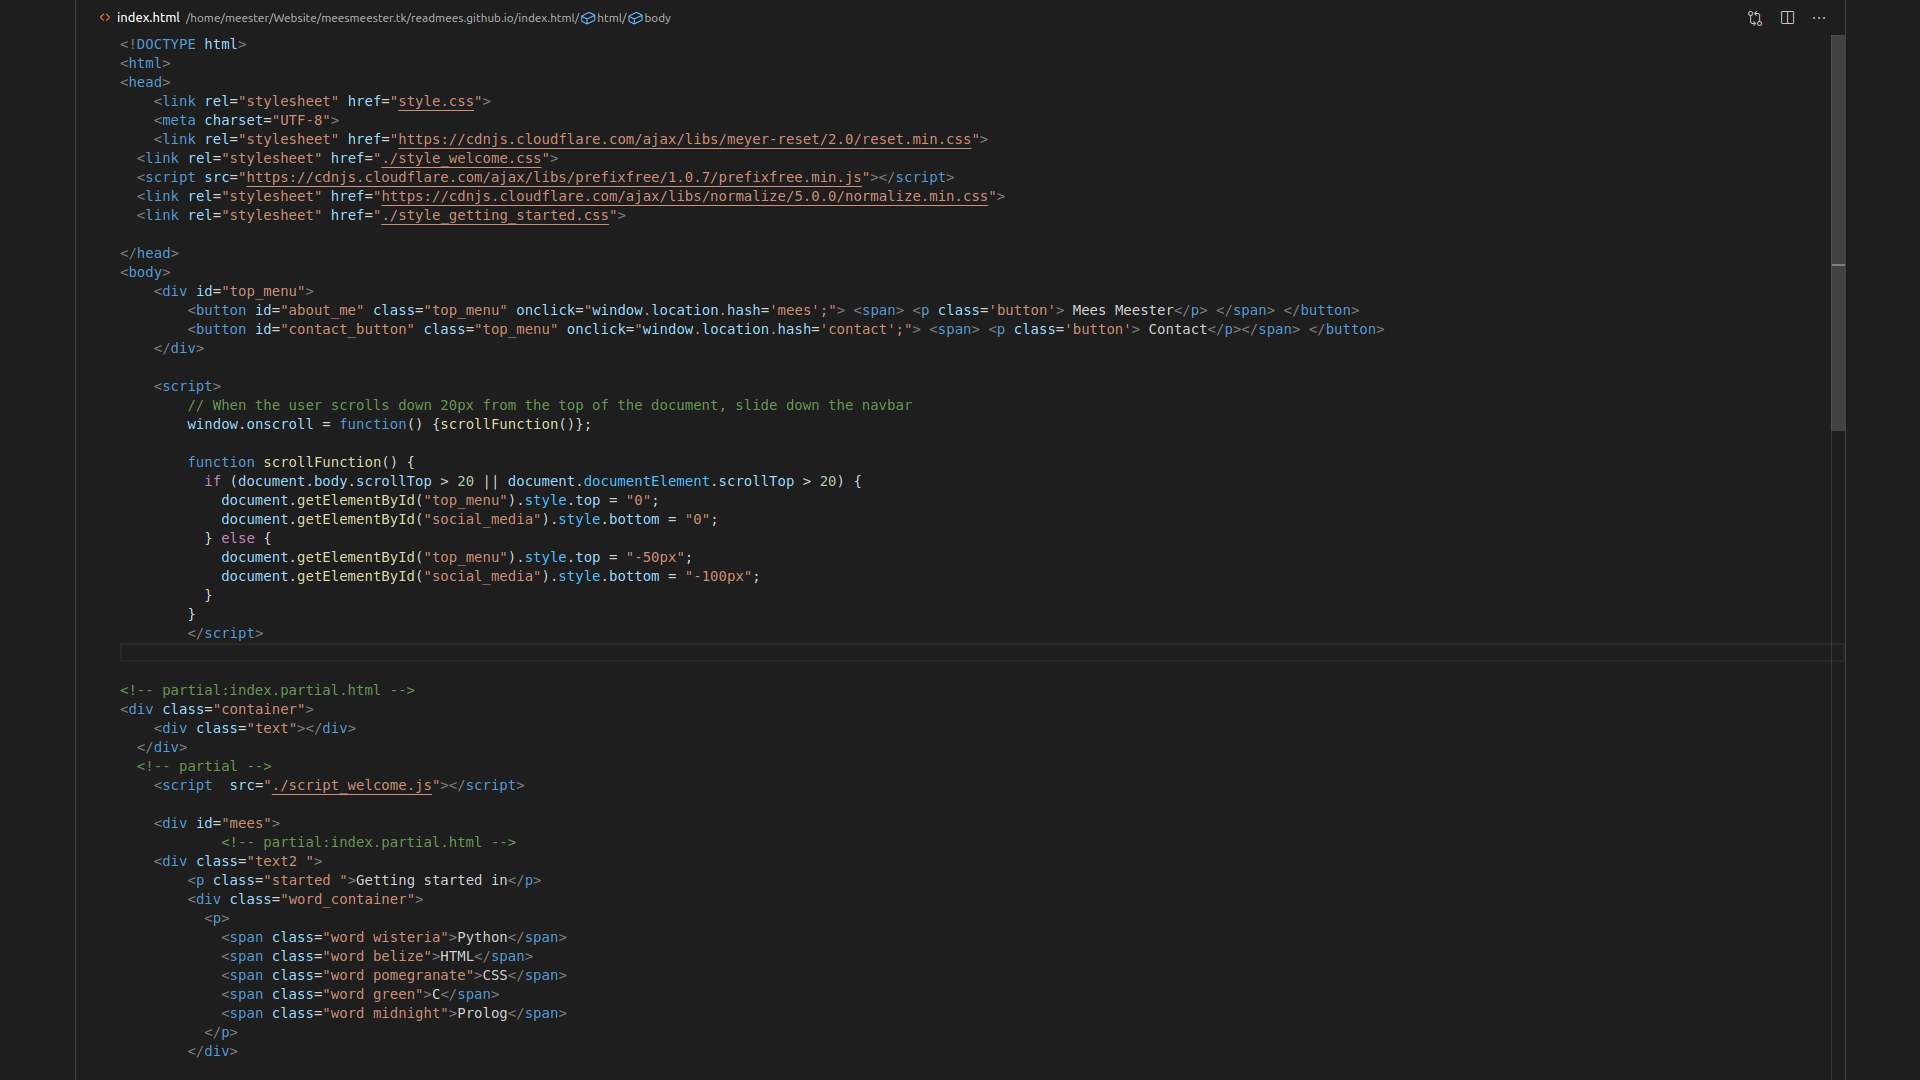 index.html /home/meester/Website/meesmeester.tk/readmees.github.io/index.html/ html/ body
<!DOCTYPE html>
<html>
<head>
    <link rel="stylesheet" href="style.css">
    <meta charset="UTF-8">
    <link rel="stylesheet" href="https://cdnjs.cloudflare.com/ajax/libs/meyer-reset/2.0/reset.min.css">
  <link rel="stylesheet" href="./style_welcome.css">
  <script src="https://cdnjs.cloudflare.com/ajax/libs/prefixfree/1.0.7/prefixfree.min.js"></script>
  <link rel="stylesheet" href="https://cdnjs.cloudflare.com/ajax/libs/normalize/5.0.0/normalize.min.css">
  <link rel="stylesheet" href="./style_getting_started.css">

</head>
<body>
    <div id="top_menu">
        <button id="about_me" class="top_menu" onclick="window.location.hash='mees';"> <span> <p class='button'> Mees Meester</p> </span> </button>
        <button id="contact_button" class="top_menu" onclick="window.location.hash='contact';"> <span> <p class='button'> Contact</p></span> </button>
    </div>

    <script>
        // When the user scrolls down 20px from the top of the document, slide down the navbar
        window.onscroll = function() {scrollFunction()};

        function scrollFunction() {
          if (document.body.scrollTop > 20 || document.documentElement.scrollTop > 20) {
            document.getElementById("top_menu").style.top = "0";
            document.getElementById("social_media").style.bottom = "0";
          } else {
            document.getElementById("top_menu").style.top = "-50px";
            document.getElementById("social_media").style.bottom = "-100px";
          }
        }
        </script>

<!-- partial:index.partial.html -->
<div class="container">
    <div class="text"></div>
  </div>
  <!-- partial -->
    <script  src="./script_welcome.js"></script>

    <div id="mees">
            <!-- partial:index.partial.html -->
    <div class="text2 ">
        <p class="started ">Getting started in</p>
        <div class="word_container">
          <p>
            <span class="word wisteria">Python</span>
            <span class="word belize">HTML</span>
            <span class="word pomegranate">CSS</span>
            <span class="word green">C</span>
            <span class="word midnight">Prolog</span>
          </p>
        </div>